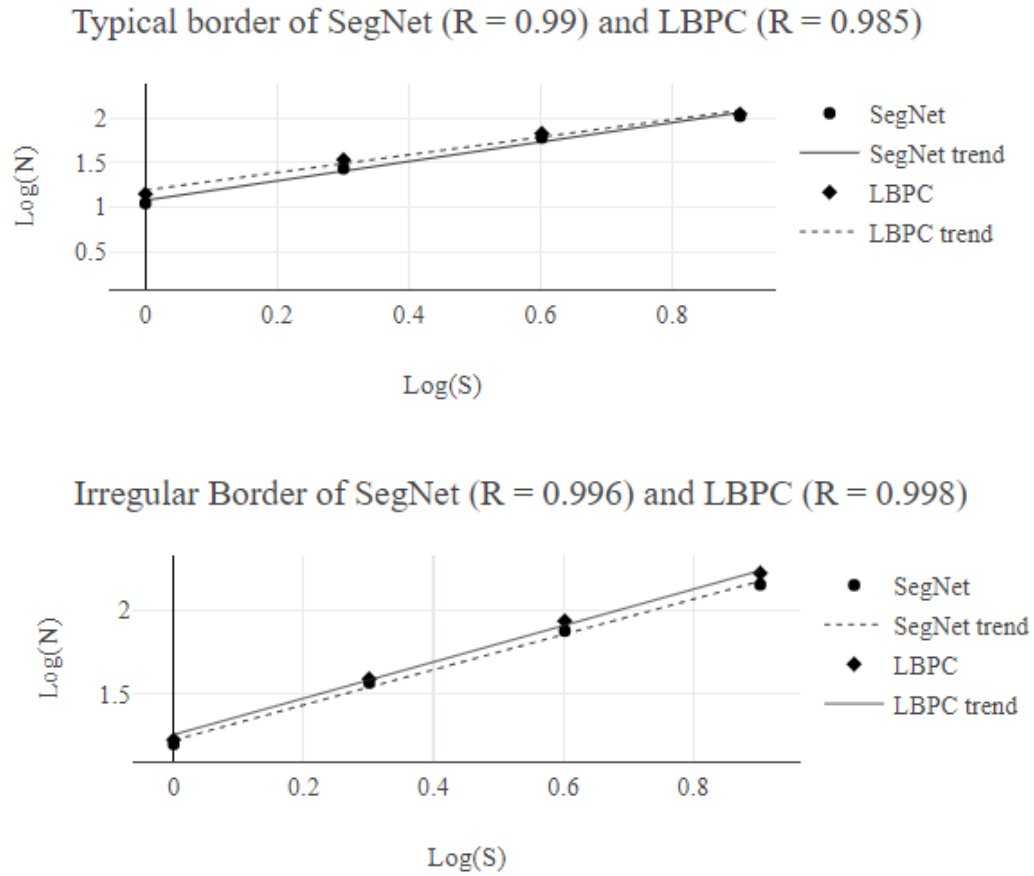 Typical border of SegNet (R = 0.99) and LBPC (R = 0.985)
2
1.5
1
0.5
Log(N)
0 0.2 0.4 0.6 0.8
Log(S)
SegNet
SegNet trend
LBPC
LBPC trend
Irregular Border of SegNet (R = 0.996) and LBPC (R = 0.998)
2
1.5
Log(N)
0 0.2 0.4 0.6 0.8
Log(S)
SegNet
SegNet trend
LBPC
LBPC trend